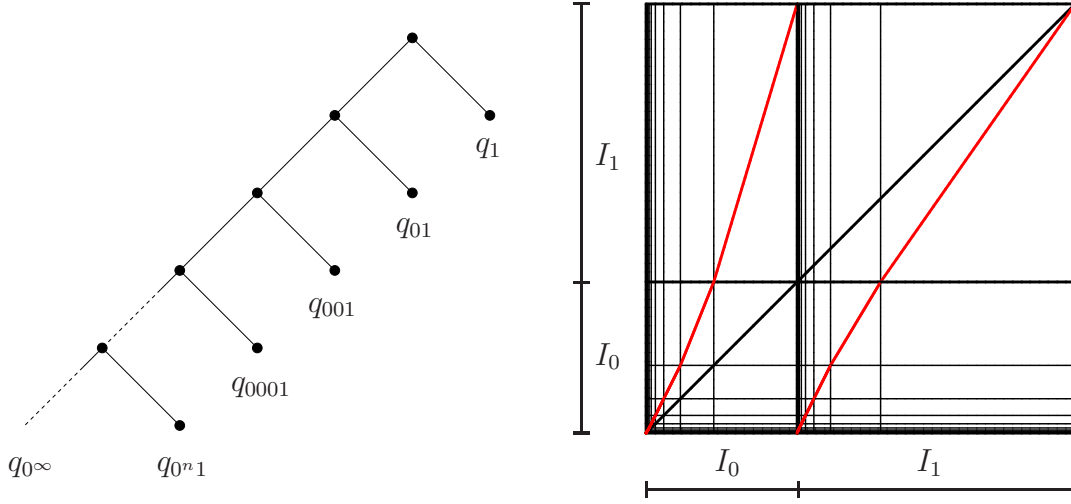 q_1
q_{01}
q_{001}
q_{0001}
q_{0^\infty} q_{0^n1}
I_1
I_0
I_0 I_1